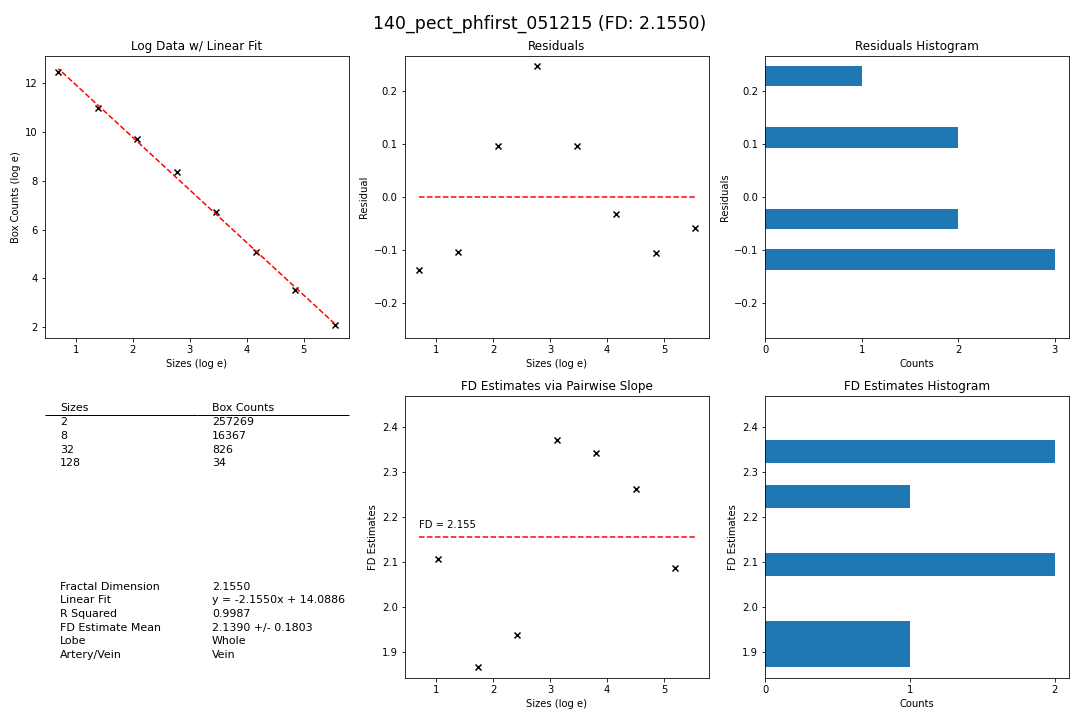 140_pect_phfirst_051215 (FD: 2.1550)
Log Data w/ Linear Fit
Box Counts (log e)
12
10
8
6
4
2
1 2 3 4 5
Sizes (log e)
Residuals
Residual
0.2
0.1
0.0
−0.1
−0.2
1 2 3 4 5
Sizes (log e)
Residuals Histogram
Residuals
0.2
0.1
0.0
−0.1
−0.2
0 1 2 3
Counts
Sizes Box Counts
2 257269
8 16367
32 826
128 34
Fractal Dimension 2.1550
Linear Fit y = -2.1550x + 14.0886
R Squared 0.9987
FD Estimate Mean 2.1390 +/- 0.1803
Lobe Whole
Artery/Vein Vein
FD Estimates via Pairwise Slope
FD Estimates
2.4
2.3
2.2
2.1
2.0
1.9
FD = 2.155
1 2 3 4 5
Sizes (log e)
FD Estimates Histogram
FD Estimates
2.4
2.3
2.2
2.1
2.0
1.9
0 1 2
Counts